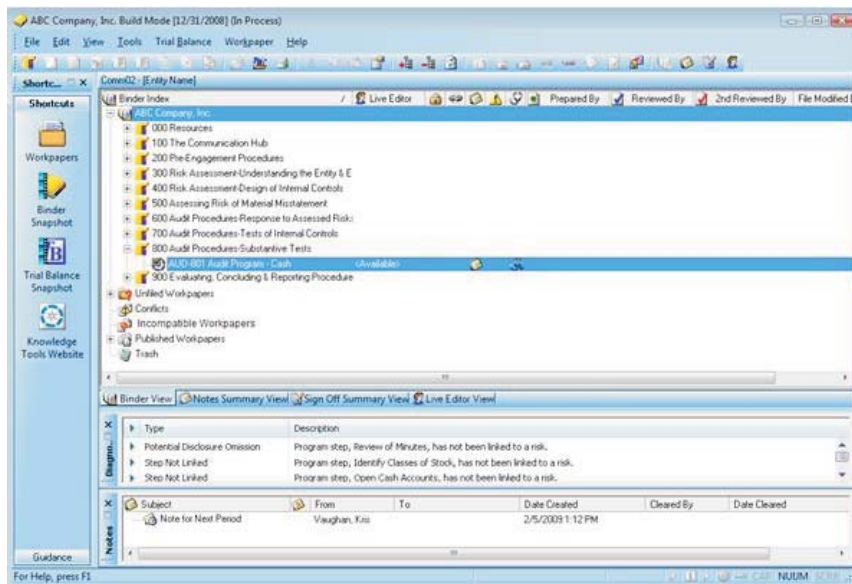 ABC Company, Inc. Build Mode [12/31/2008] (In Process)
File Edit View Tools Trial Balance Workpaper Help
Shortc... X
Comm02 - [Entity Name]
Shortcuts
Binder Index / Live Editor Prepared By Reviewed By 2nd Reviewed By File Modified
ABC Company, Inc.
000 Resources
100 The Communication Hub
200 Pre-Engagement Procedures
300 Risk Assessment-Understanding the Entity & E
400 Risk Assessment-Design of Internal Controls
500 Assessing Risk of Material Misstatement
600 Audit Procedures-Response to Assessed Risks
700 Audit Procedures-Tests of Internal Controls
800 Audit Procedures-Substantive Tests
AUD-801 Audit Program - Cash <Available>
900 Evaluating, Concluding & Reporting Procedure
Unfiled Workpapers
Conflicts
Incompatible Workpapers
Published Workpapers
Trash
Workpapers
Binder
Snapshot
Trial Balance
Snapshot
Knowledge
Tools Website
Binder View Notes Summary View Sign Off Summary View Live Editor View
Diagno...
Type Description
Potential Disclosure Omission Program step, Review of Minutes, has not been linked to a risk.
Step Not Linked Program step, Identify Classes of Stock, has not been linked to a risk.
Step Not Linked Program step, Open Cash Accounts, has not been linked to a risk.
Notes
Subject From To Date Created Cleared By Date Cleared
Note for Next Period Vaughan, Kris 2/5/2009 1:12 PM
Guidance
For Help, press F1
CAP NUUM